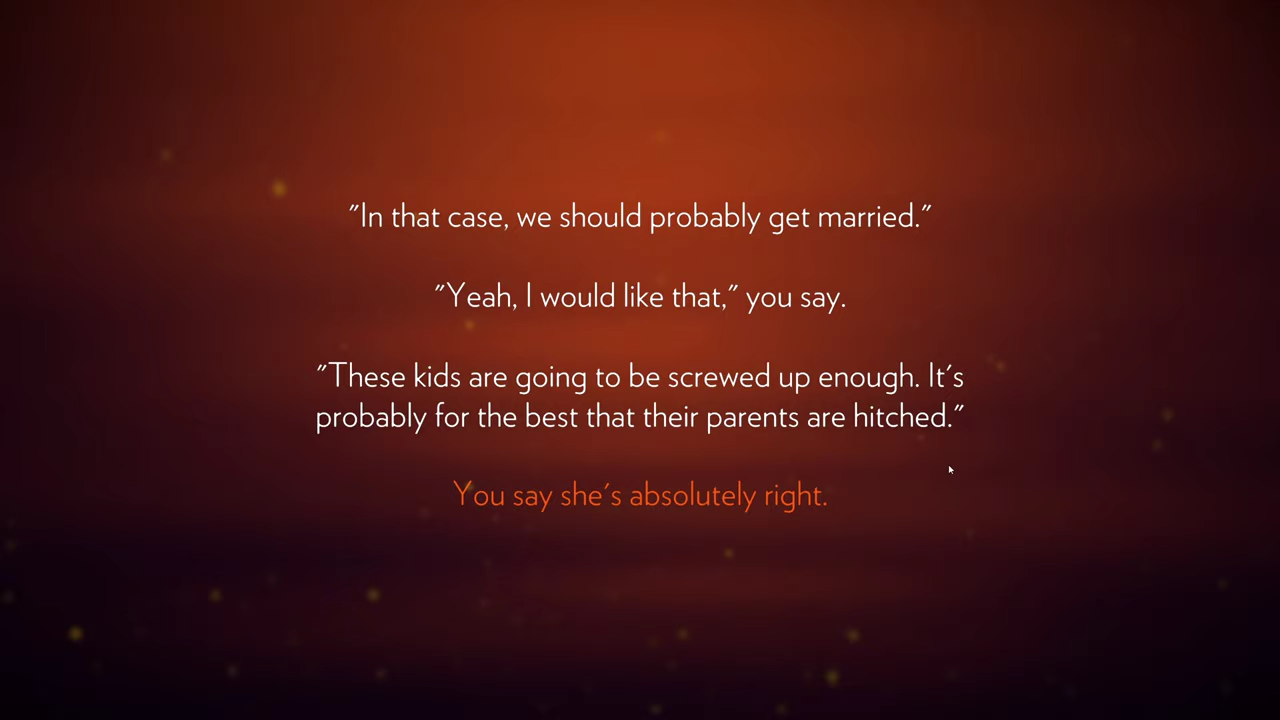 "In that case, we should probably get married."
"Yeah, I would like that," you say.
"These kids are going to be screwed up enough. It's
probably for the best that their parents are hitched."
You say she's absolutely right.